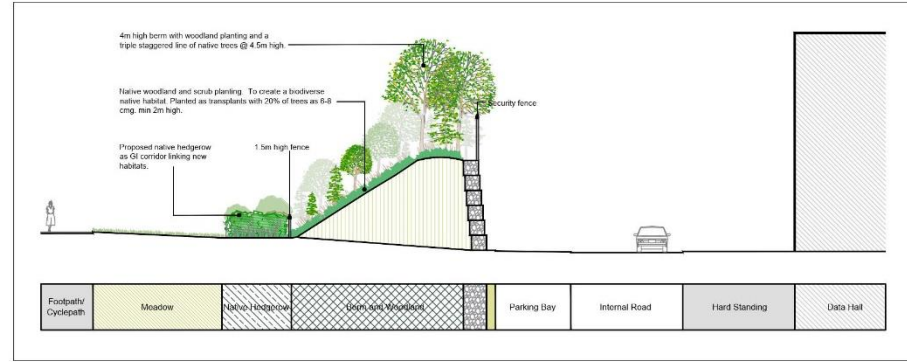 4m high berm with woodland planting and a
triple staggered line of native trees @ 4.5m high.
Native woodland and scrub planting. To create a biodiverse
native habitat. Planted as transplants with 20% of trees as 6-8
cmg. min 2m high.
Security fence
Proposed native hedgerow
as GI corridor linking new
habitats.
1.5m high fence
Footpath/
Cyclepath
Meadow
Native Hedgerow
Berm and Woodland
Parking Bay
Internal Road
Hard Standing
Data Hall